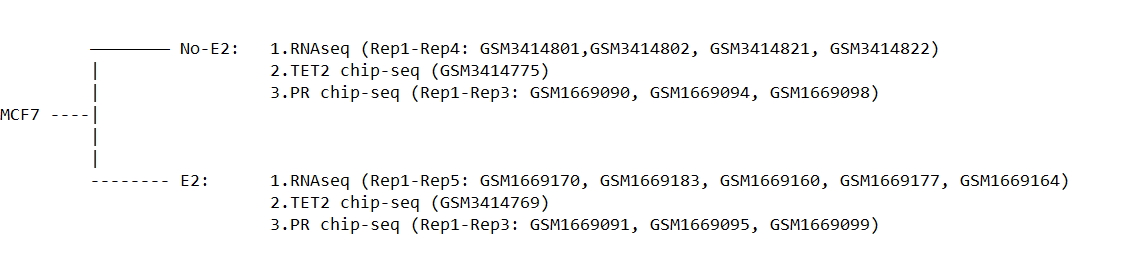 No-E2: 1.RNAseq (Rep1-Rep4: GSM3414801,GSM3414802, GSM3414821, GSM3414822)
2.TET2 chip-seq (GSM3414775)
3.PR chip-seq (Rep1-Rep3: GSM1669090, GSM1669094, GSM1669098)
MCF7
E2: 1.RNAseq (Rep1-Rep5: GSM1669170, GSM1669183, GSM1669160, GSM1669177, GSM1669164)
2.TET2 chip-seq (GSM3414769)
3.PR chip-seq (Rep1-Rep3: GSM1669091, GSM1669095, GSM1669099)